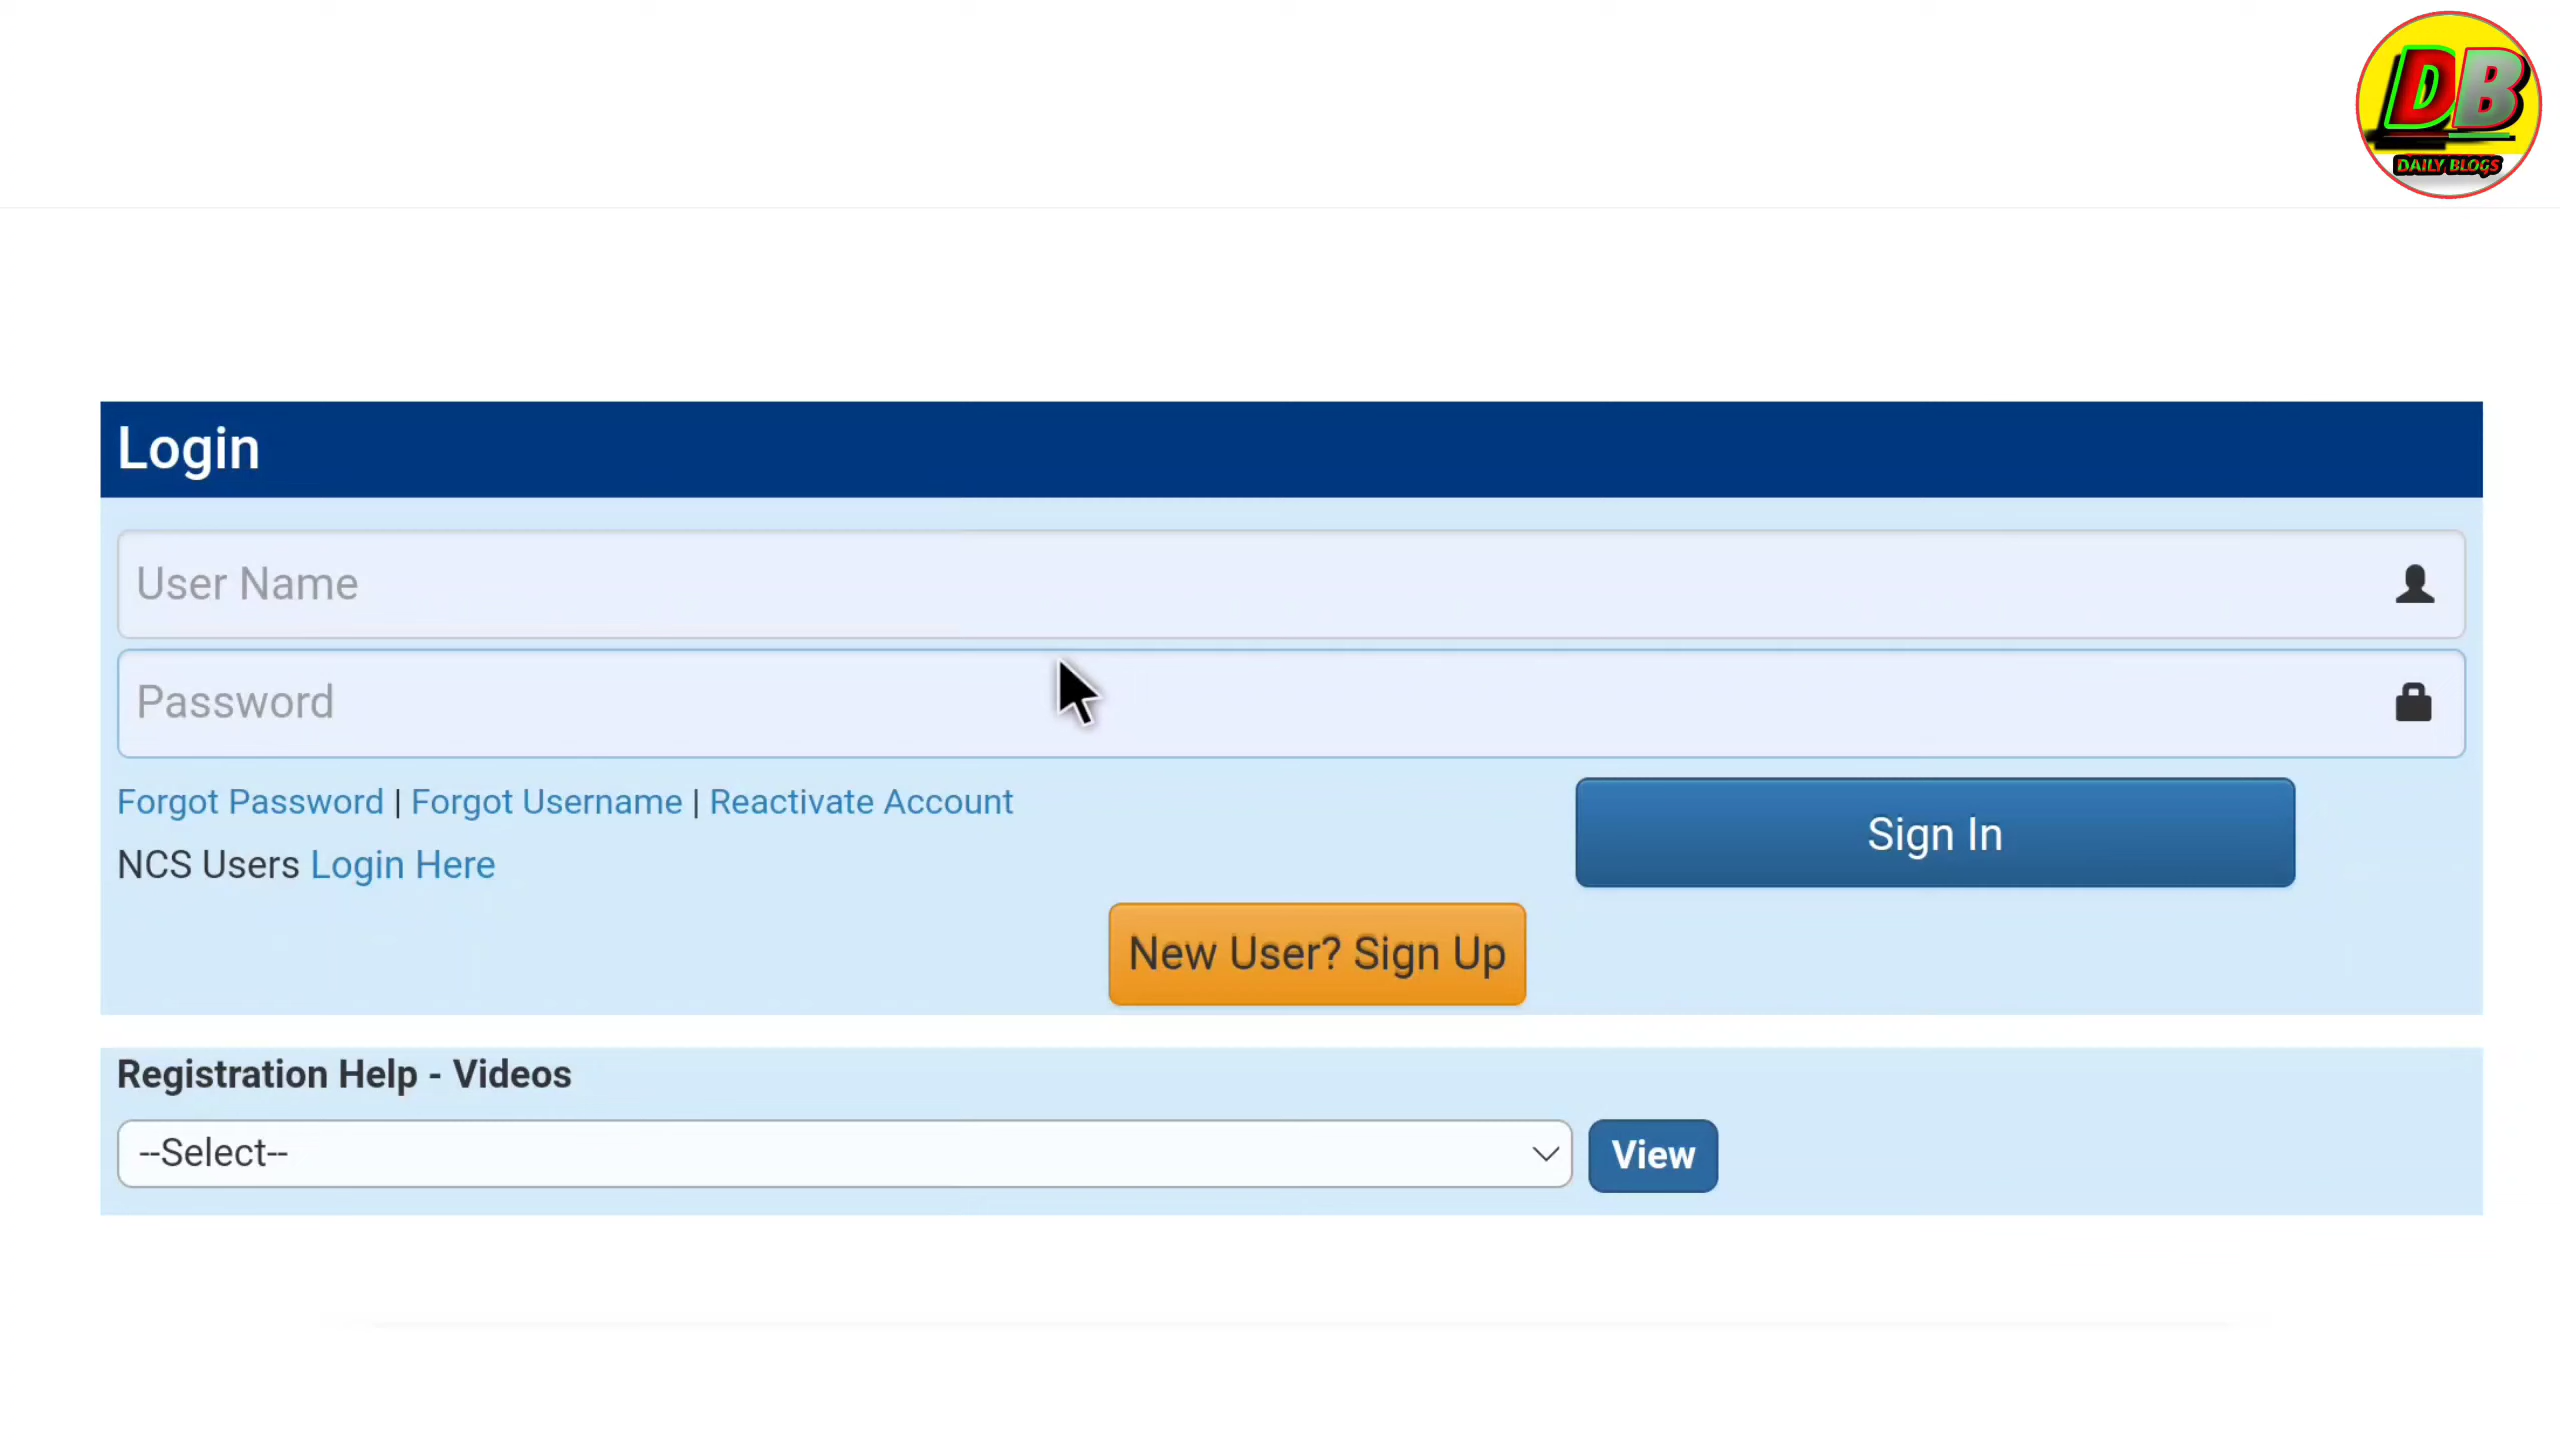 DB
DAILY BLOGS
Login
User Name
Password
Forgot Password | Forgot Username | Reactivate Account
Sign In
NCS Users Login Here
New User? Sign Up
Registration Help - Videos
--Select--
View